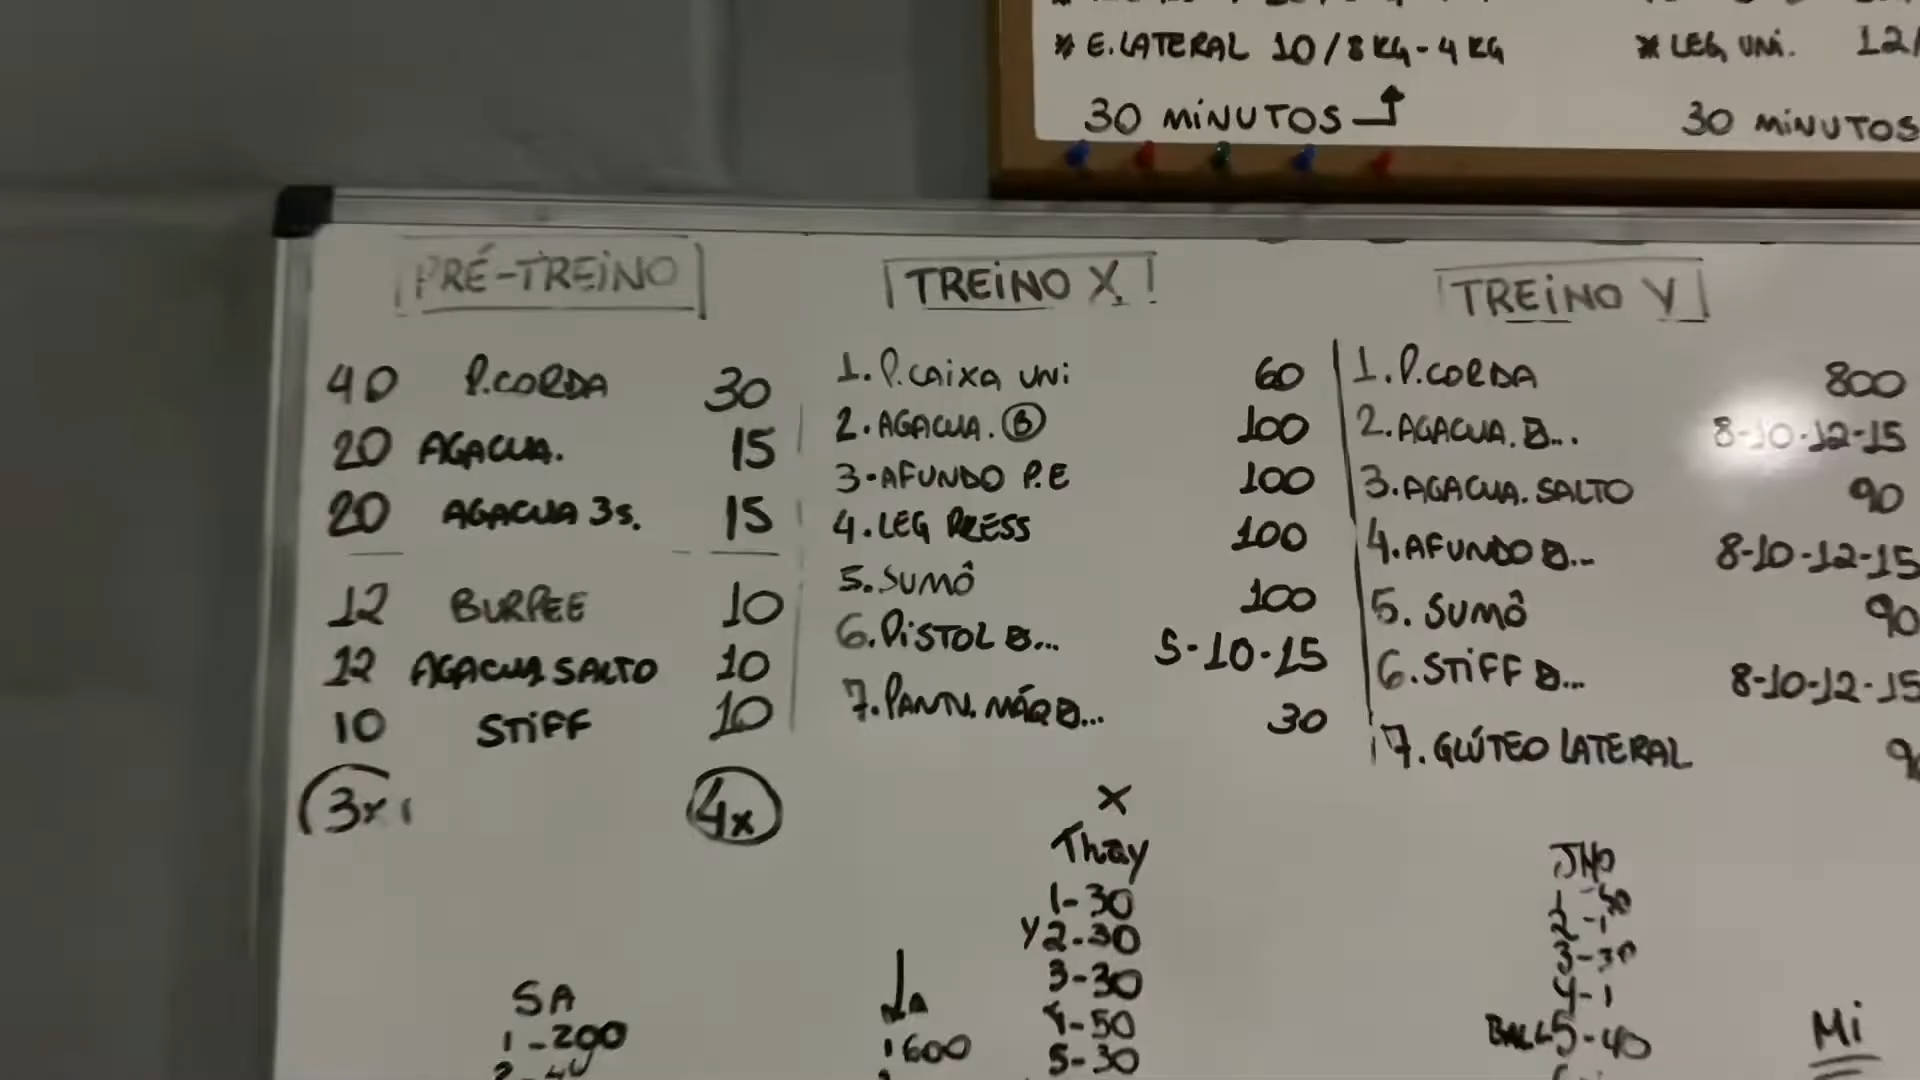 * E. LATERAL 10/8 KG - 4 KG
30 MINUTOS
* LEG UNI. 12/
30 MINUTOS
PRÉ-TREINO
40 P.CORDA 30
20 AGACHA. 15
20 AGACHA 3s. 15
12 BURPEE 10
12 AGACHA SALTO 10
10 STIFF 10
3x 4x
TREINO X
1. P.CAIXA UNI 60
2. AGACHA. B 100
3-AFUNDO P.E 100
4. LEG PRESS 100
5. SUMÔ 100
6. PISTOL B... 5-10-15
7. PANTU. MÁQ B... 30
TREINO Y
1. P.CORDA 800
2. AGACHA. B... 8-10-12-15
3. AGACHA. SALTO 90
4. AFUNDO B... 8-10-12-15
5. SUMÔ 90
6. STIFF B... 8-10-12-15
7. GLÚTEO LATERAL
SA
1-200
600
X
Thay
1-30
Y 2-30
3-30
4-50
5-30
JHO
3-30
4-1
BALL 5-40
Mi